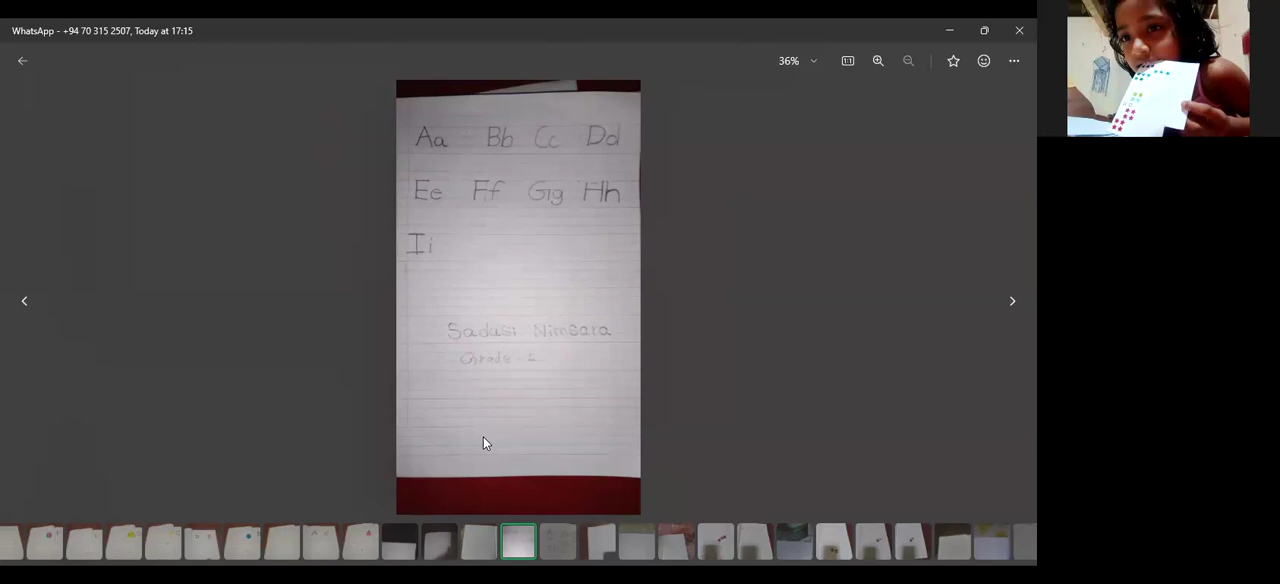 WhatsApp - +94 70 315 2507, Today at 17:15
36%
Aa Bb Cc Dd
Ee Ff Gg Hh
Ii
Sadasi Nimsara
Grade - 2